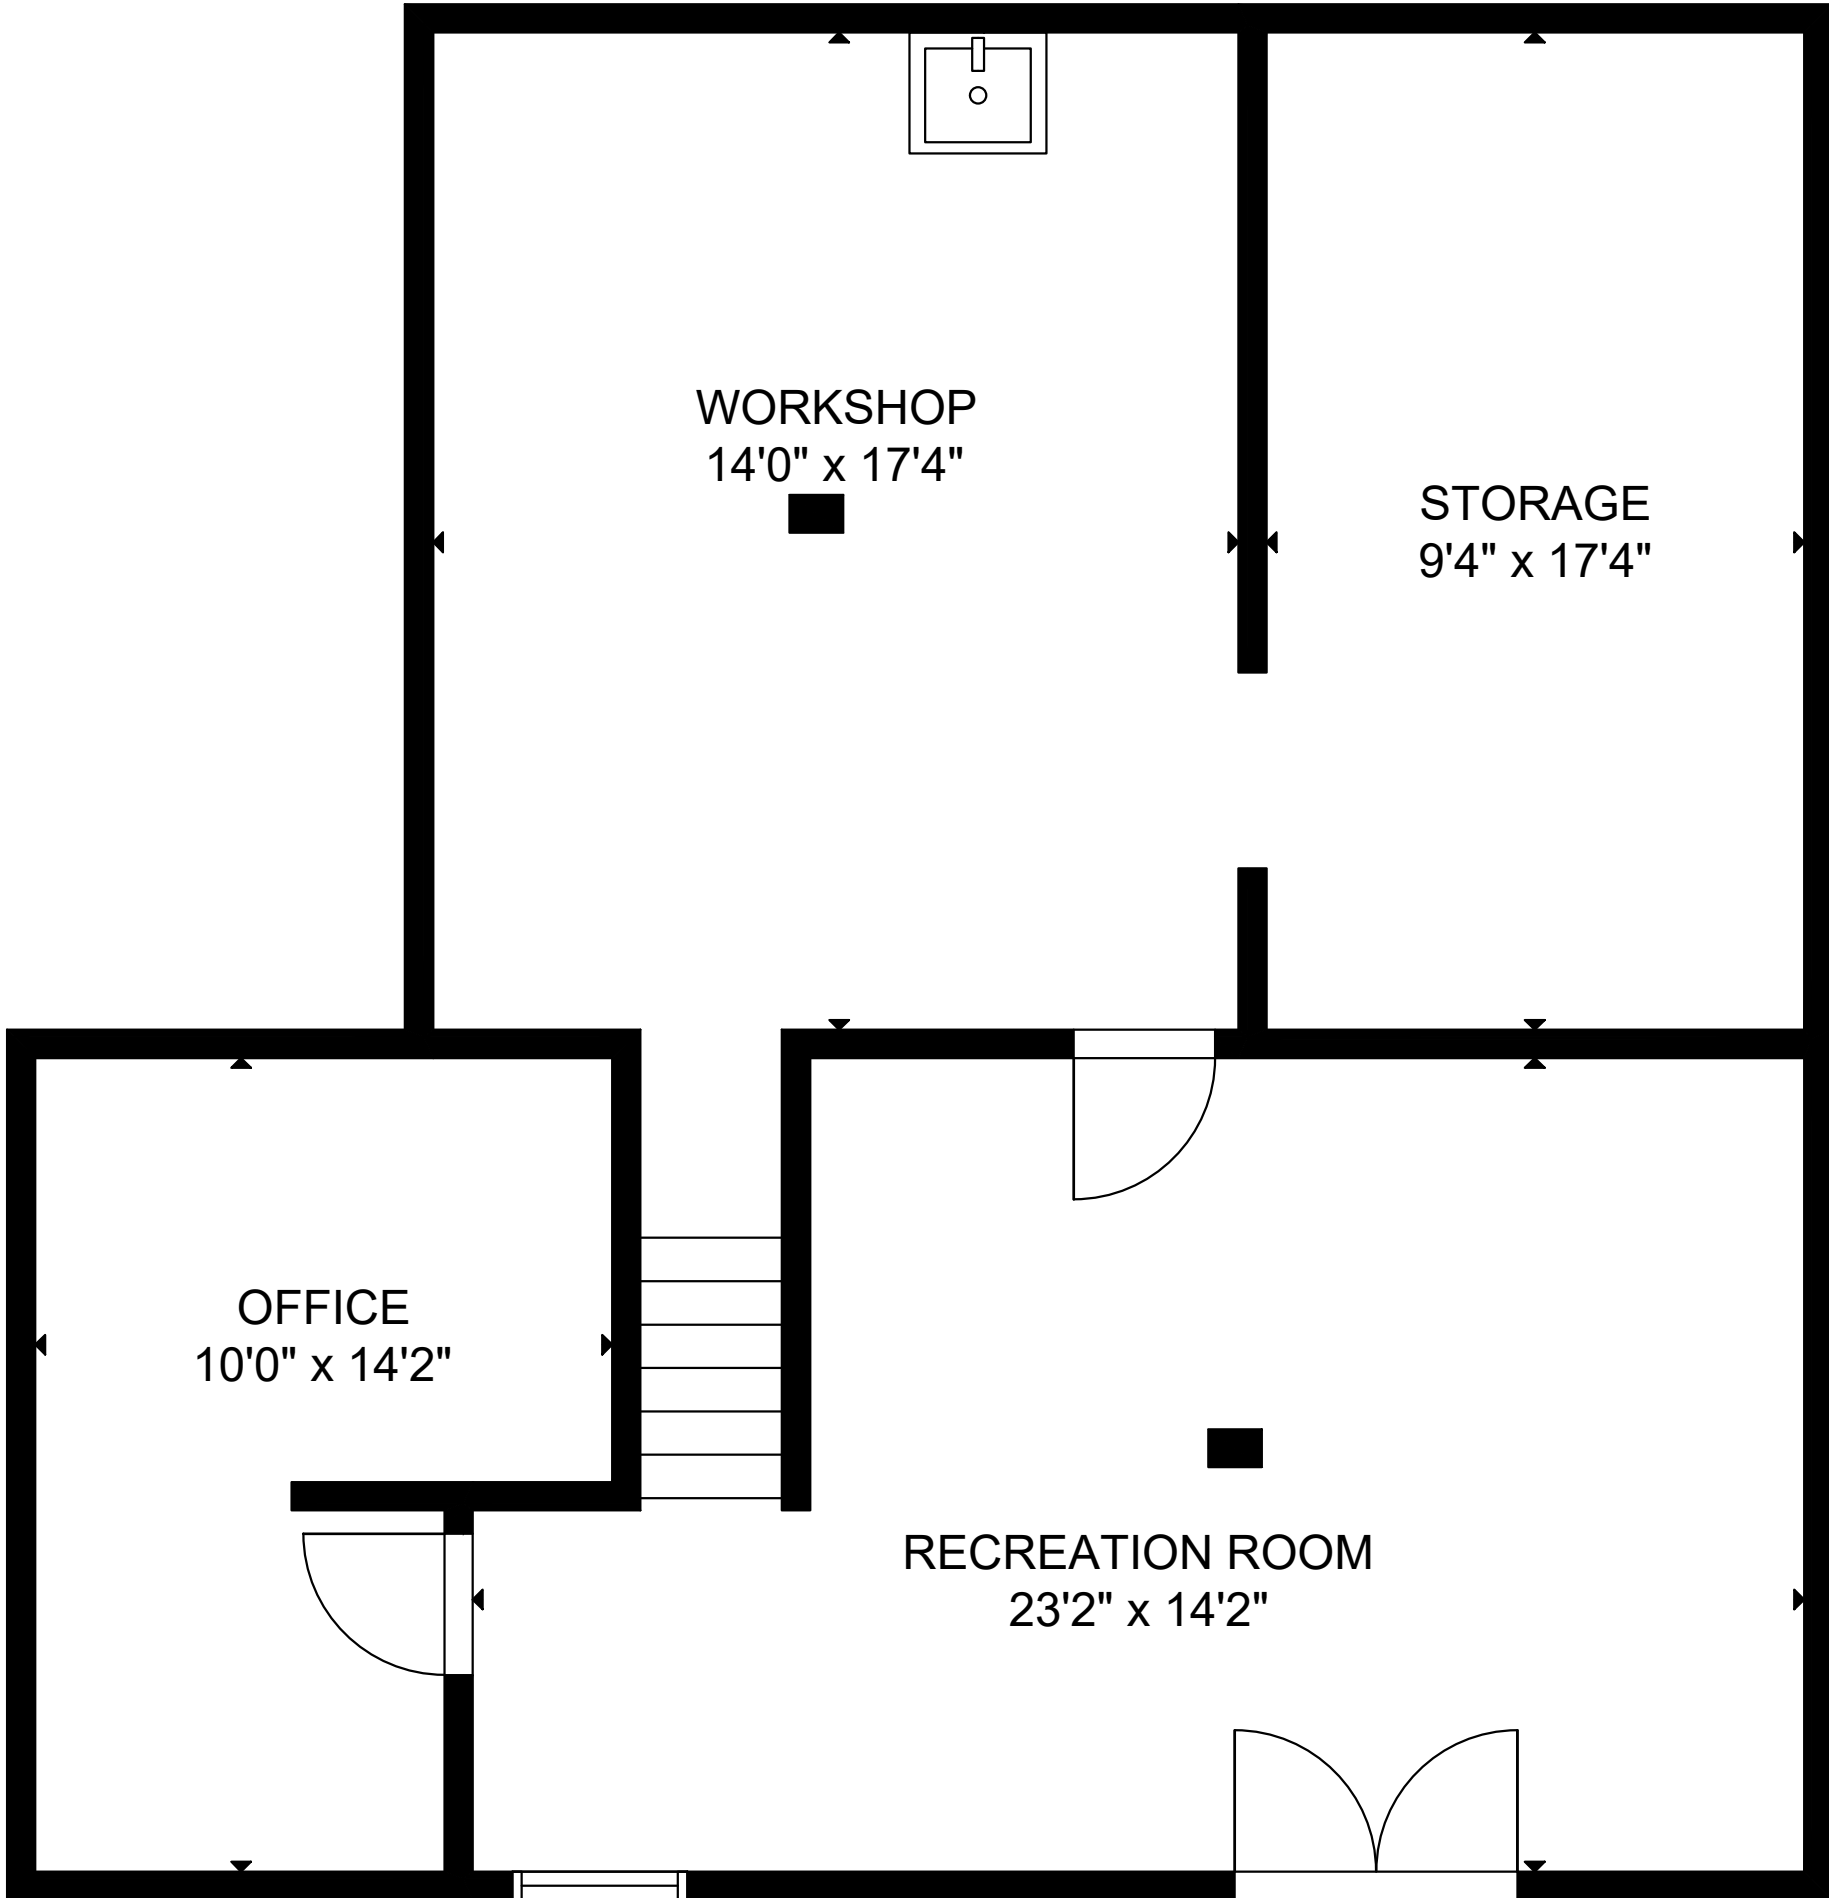 WORKSHOP
14'0" x 17'4"
STORAGE
9'4" x 17'4"
OFFICE
10'0" x 14'2"
RECREATION ROOM
23'2" x 14'2"